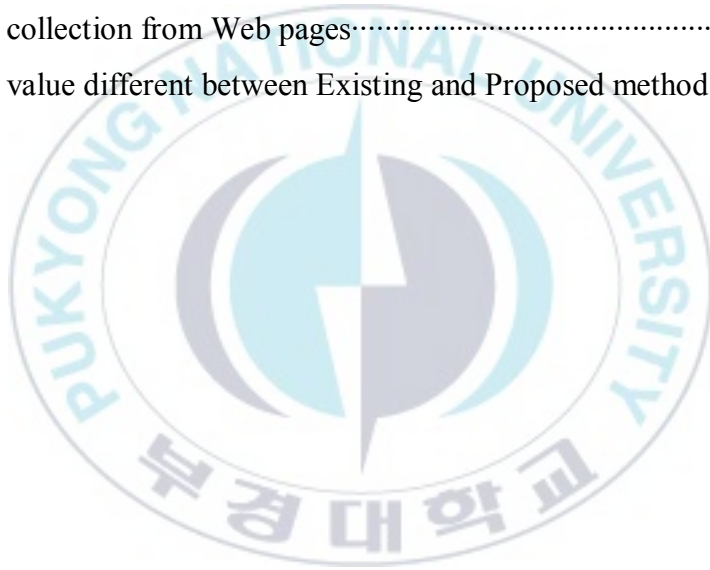 collection from Web pages·········································
value different between Existing and Proposed method
PUKYONG NATIONAL UNIVERSITY
부경대학교